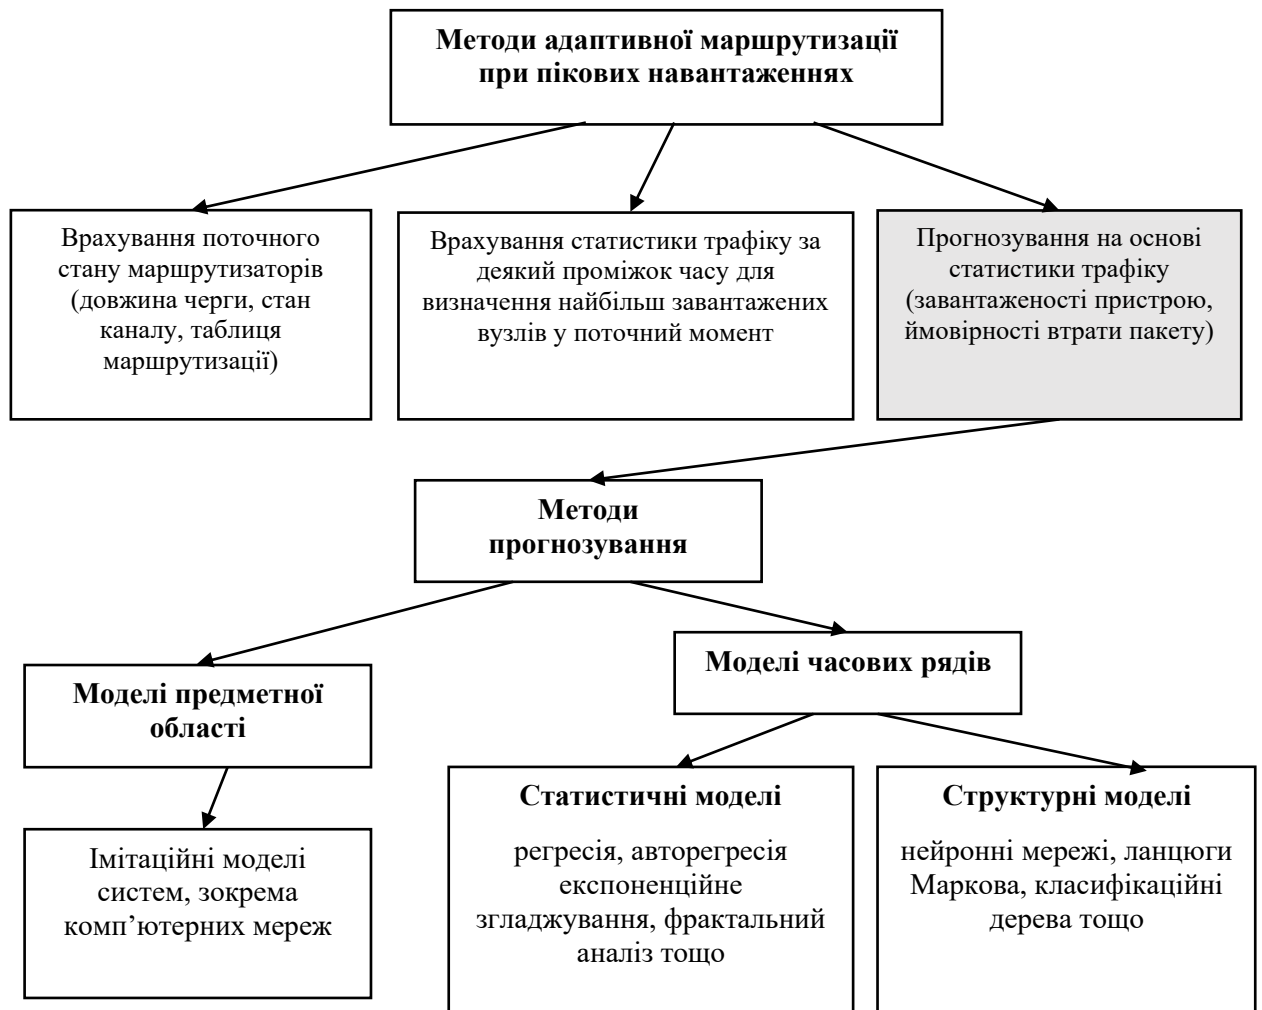 Методи адаптивної маршрутизації
при пікових навантаженнях
Врахування поточного
стану маршрутизаторів
(довжина черги, стан
каналу, таблиця
маршрутизації)
Врахування статистики трафіку за
деякий проміжок часу для
визначення найбільш завантажених
вузлів у поточний момент
Прогнозування на основі
статистики трафіку
(завантаженості пристрою,
ймовірності втрати пакету)
Методи
прогнозування
Моделі предметної
області
Моделі часових рядів
Імітаційні моделі
систем, зокрема
комп’ютерних мереж
Статистичні моделі
регресія, авторегресія
експоненційне
згладжування, фрактальний
аналіз тощо
Структурні моделі
нейронні мережі, ланцюги
Маркова, класифікаційні
дерева тощо